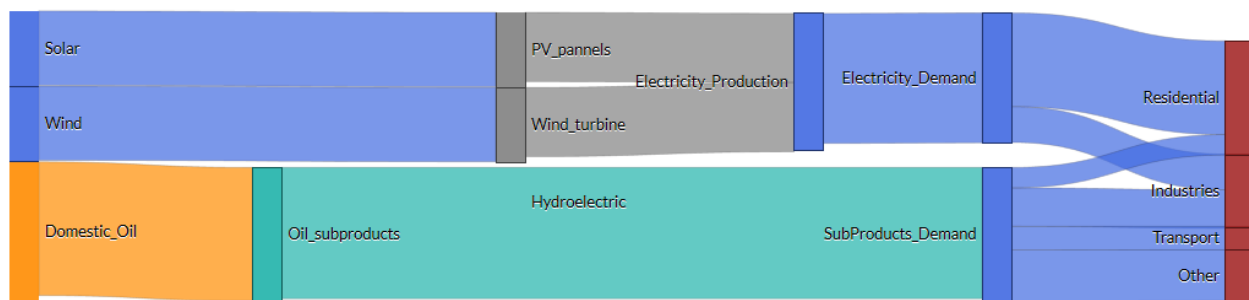 Solar
PV_pannels
Electricity_Production
Electricity_Demand
Residential
Wind
Wind_turbine
Hydroelectric
Industries
Domestic_Oil
Oil_subproducts
SubProducts_Demand
Transport
Other